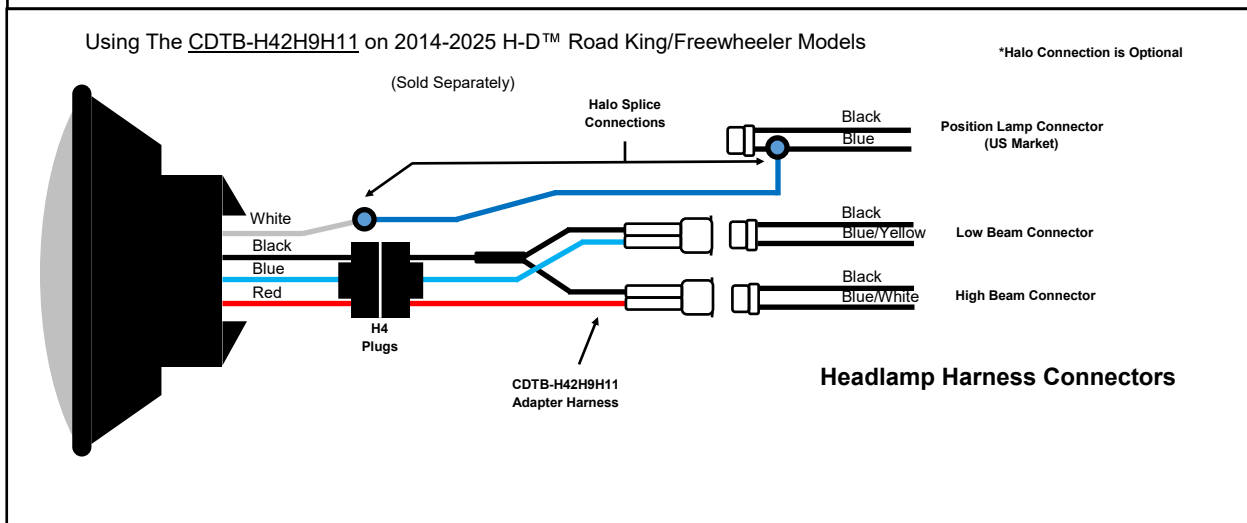 Using The CDTB-H42H9H11 on 2014-2025 H-D™ Road King/Freewheeler Models
*Halo Connection is Optional
(Sold Separately)
Halo Splice
Connections
Black
Blue
Position Lamp Connector
(US Market)
White
Black
Blue
Red
H4
Plugs
Black
Blue/Yellow
Low Beam Connector
Black
Blue/White
High Beam Connector
CDTB-H42H9H11
Adapter Harness
Headlamp Harness Connectors